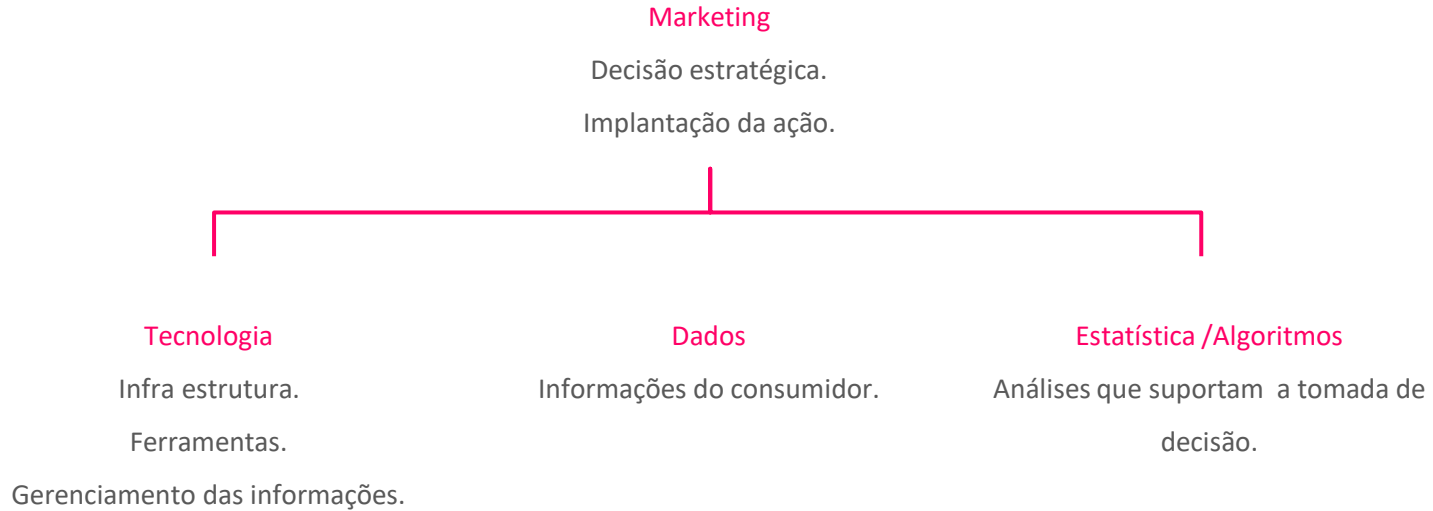 Marketing
Decisão estratégica.
Implantação da ação.
Tecnologia
Infra estrutura.
Ferramentas.
Gerenciamento das informações.
Dados
Informações do consumidor.
Estatística /Algoritmos
Análises que suportam a tomada de
decisão.